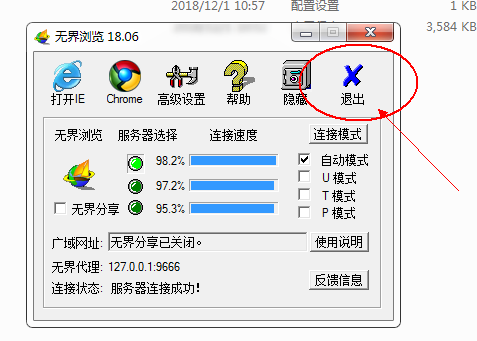 2018/12/1 10:57 配置设置 1 KB
3,584 KB
无界浏览 18.06
打开IE Chrome 高级设置 帮助 隐藏 退出
无界浏览 服务器选择 连接速度 连接模式
98.2% 自动模式
97.2% U 模式
T 模式
无界分享 95.3% P 模式
广域网址: 无界分享已关闭。 使用说明
无界代理: 127.0.0.1:9666
连接状态: 服务器连接成功! 反馈信息